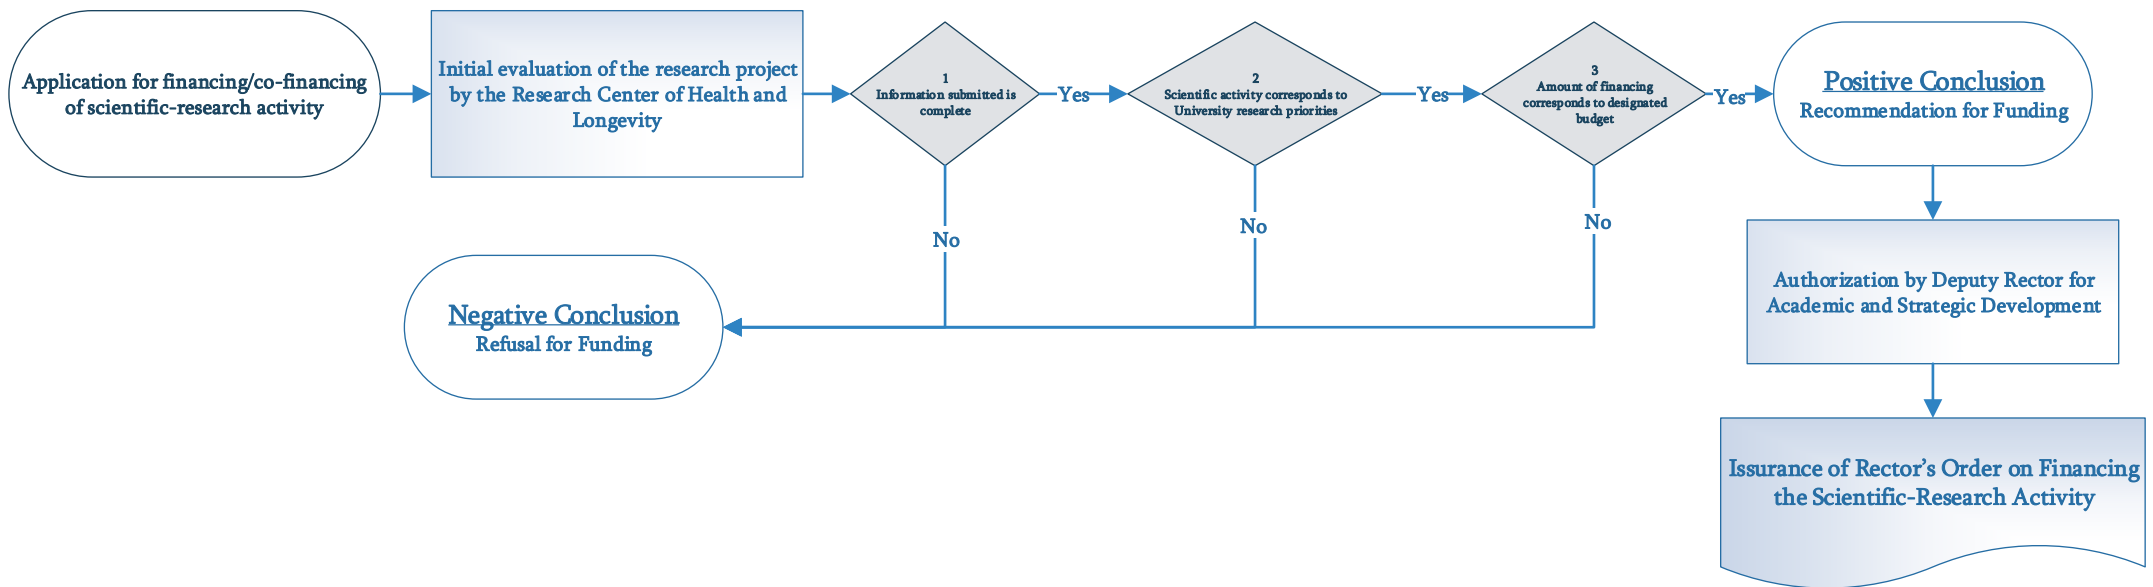 Application for financing/co-financing
of scientific-research activity
Initial evaluation of the research project
by the Research Center of Health and
Longevity
1
Information submitted is
complete
Yes
2
Scientific activity corresponds to
University research priorities
Yes
3
Amount of financing
corresponds to designated
budget
Yes
Positive Conclusion
Recommendation for Funding
No
No
No
Negative Conclusion
Refusal for Funding
Authorization by Deputy Rector for
Academic and Strategic Development
Issurance of Rector’s Order on Financing
the Scientific-Research Activity